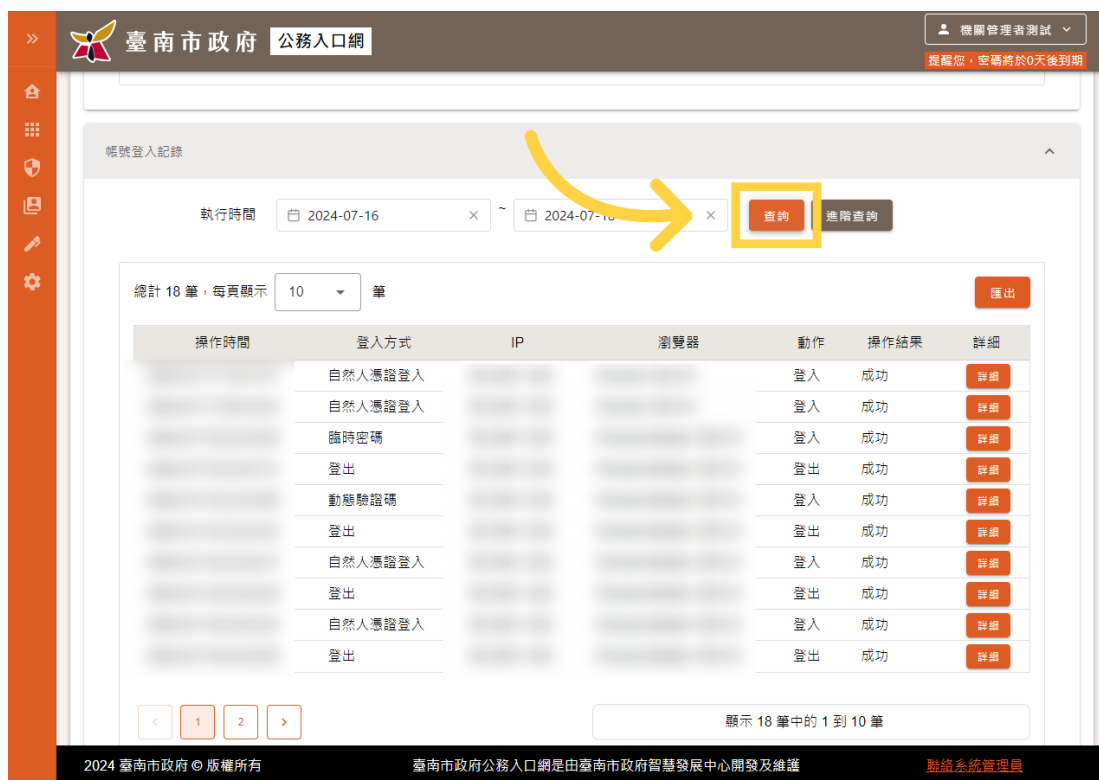 臺南市政府 公務入口網
機關管理者測試
提醒您，密碼將於0天後到期
帳號登入記錄
執行時間 2024-07-16 ~ 查詢 進階查詢
總計 18 筆，每頁顯示 10 筆 匯出
操作時間 登入方式 IP 瀏覽器 動作 操作結果 詳細
自然人憑證登入 登入 成功 詳細
自然人憑證登入 登入 成功 詳細
臨時密碼 登入 成功 詳細
登出 登出 成功 詳細
動態驗證碼 登入 成功 詳細
登出 登出 成功 詳細
自然人憑證登入 登入 成功 詳細
登出 登出 成功 詳細
自然人憑證登入 登入 成功 詳細
登出 登出 成功 詳細
1 2 顯示 18 筆中的 1 到 10 筆
2024 臺南市政府 © 版權所有 臺南市政府公務入口網是由臺南市政府智慧發展中心開發及維護 聯絡系統管理員